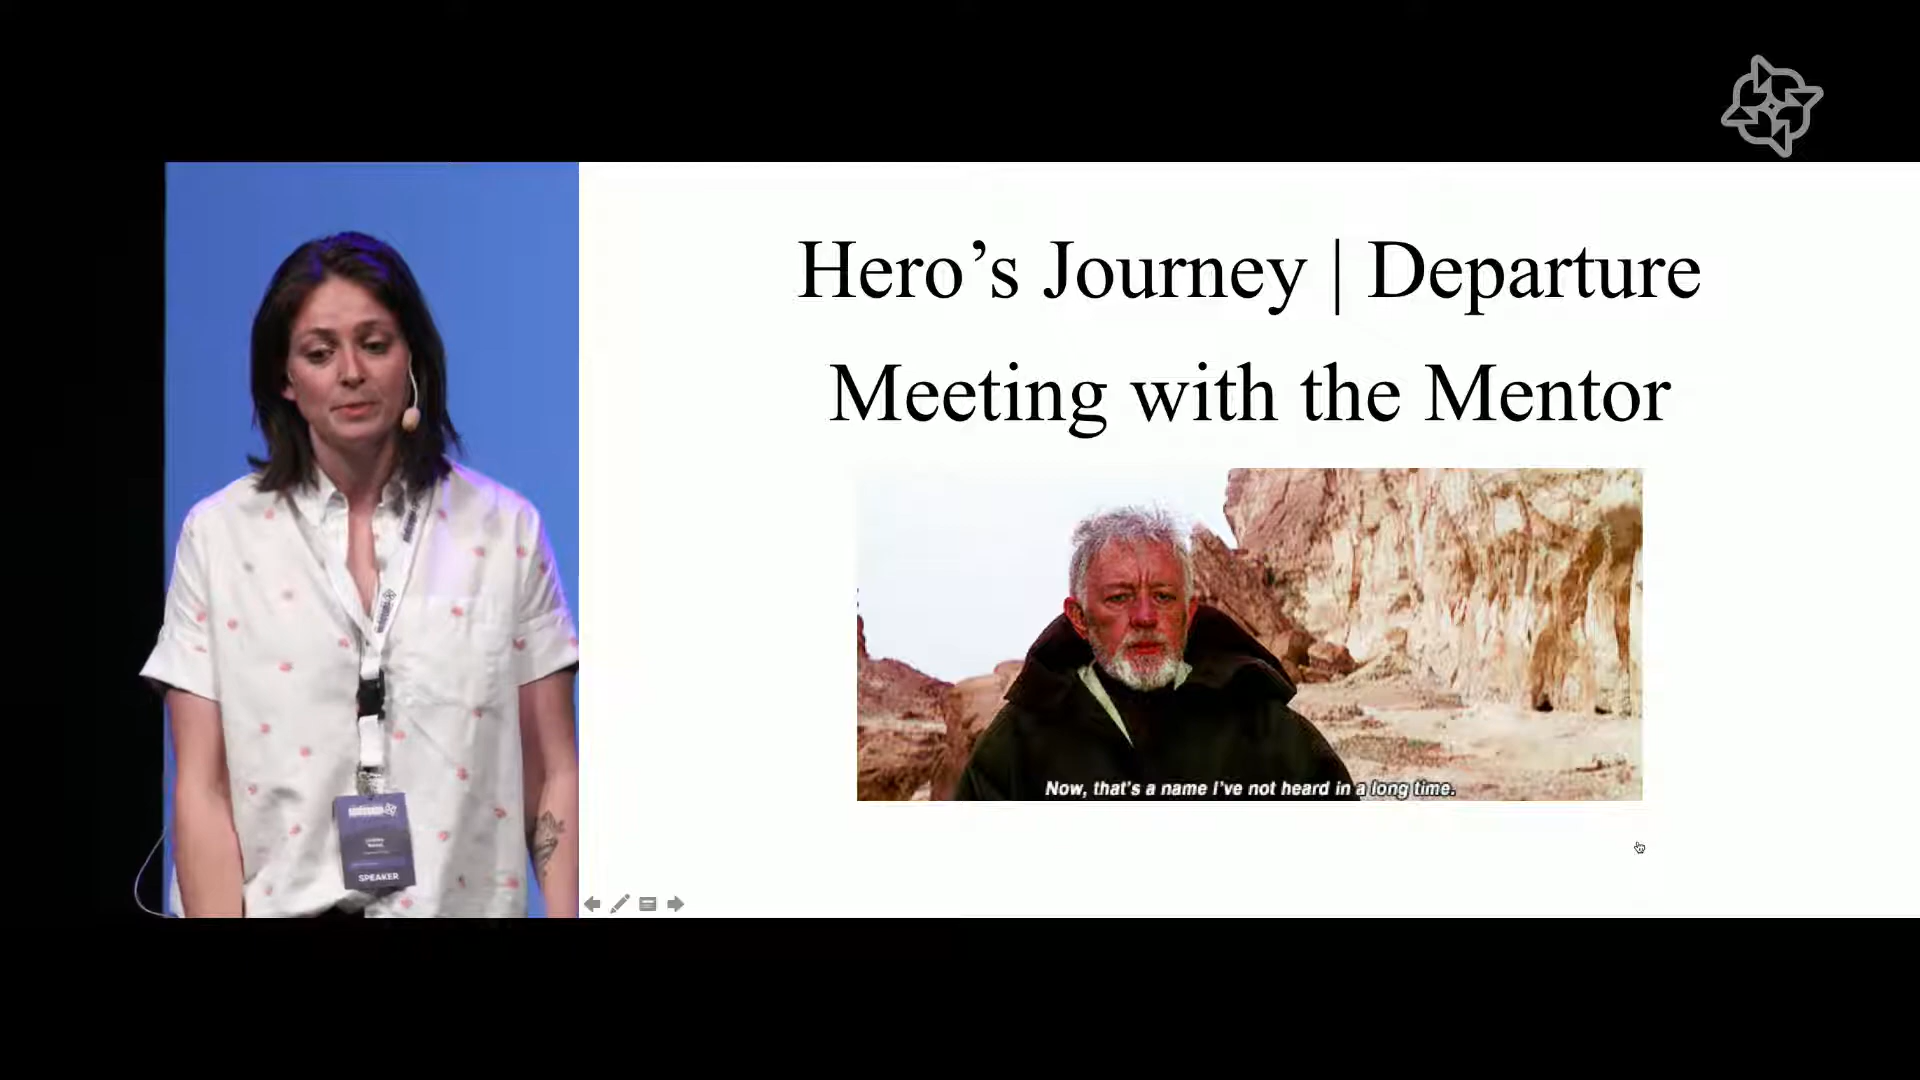 Hero’s Journey | Departure
Meeting with the Mentor
Now, that's a name I've not heard in a long time.
SPEAKER